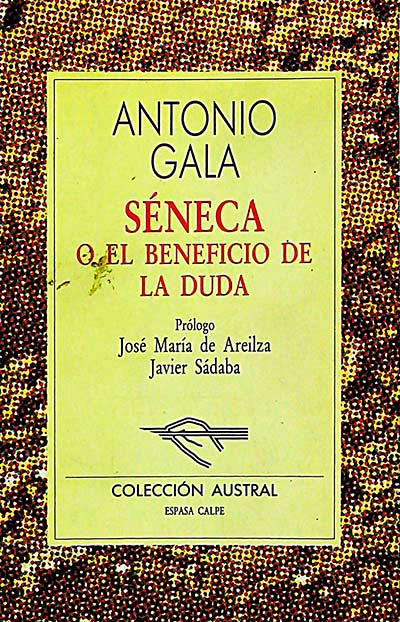 ANTONIO
GALA
SÉNECA
O EL BENEFICIO DE
LA DUDA
Prólogo
José María de Areilza
Javier Sádaba
COLECCIÓN AUSTRAL
ESPASA CALPE